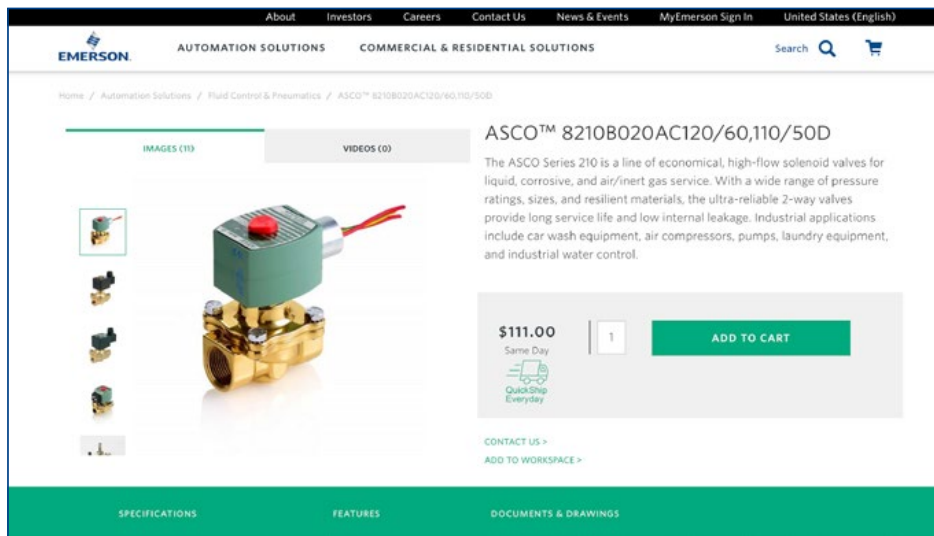 About Investors Careers Contact Us News & Events MyEmerson Sign In United States (English)
EMERSON.
AUTOMATION SOLUTIONS COMMERCIAL & RESIDENTIAL SOLUTIONS
Search
Home / Automation Solutions / Fluid Control & Pneumatics / ASCO™ 8210B020AC120/60,110/50D
IMAGES (11) VIDEOS (0)
ASCO™ 8210B020AC120/60,110/50D
The ASCO Series 210 is a line of economical, high-flow solenoid valves for
liquid, corrosive, and air/inert gas service. With a wide range of pressure
ratings, sizes, and resilient materials, the ultra-reliable 2-way valves
provide long service life and low internal leakage. Industrial applications
include car wash equipment, air compressors, pumps, laundry equipment,
and industrial water control.
$111.00
Same Day
QuickShip
Everyday
1
ADD TO CART
CONTACT US >
ADD TO WORKSPACE >
SPECIFICATIONS FEATURES DOCUMENTS & DRAWINGS